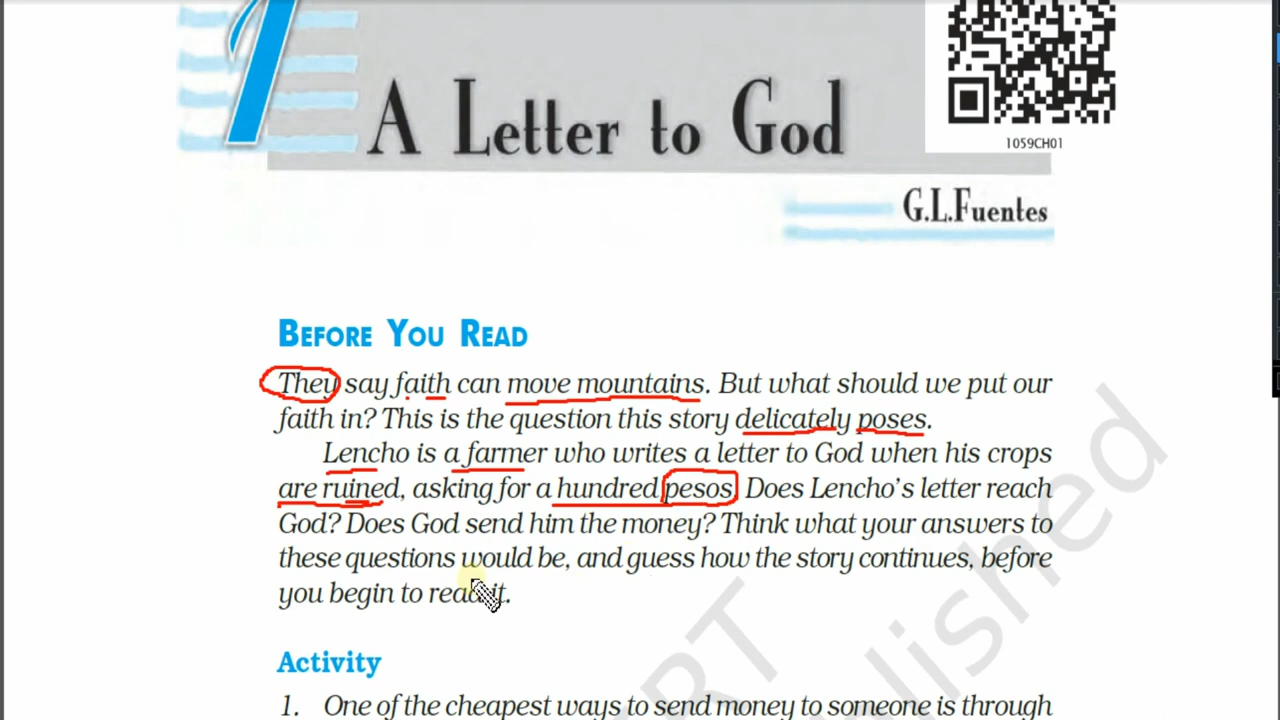 1
A Letter to God
1059CH01
G.L.Fuentes
BEFORE YOU READ
They say faith can move mountains. But what should we put our
faith in? This is the question this story delicately poses.
Lencho is a farmer who writes a letter to God when his crops
are ruined, asking for a hundred pesos. Does Lencho's letter reach
God? Does God send him the money? Think what your answers to
these questions would be, and guess how the story continues, before
you begin to read it.
Activity
1. One of the cheapest ways to send money to someone is through